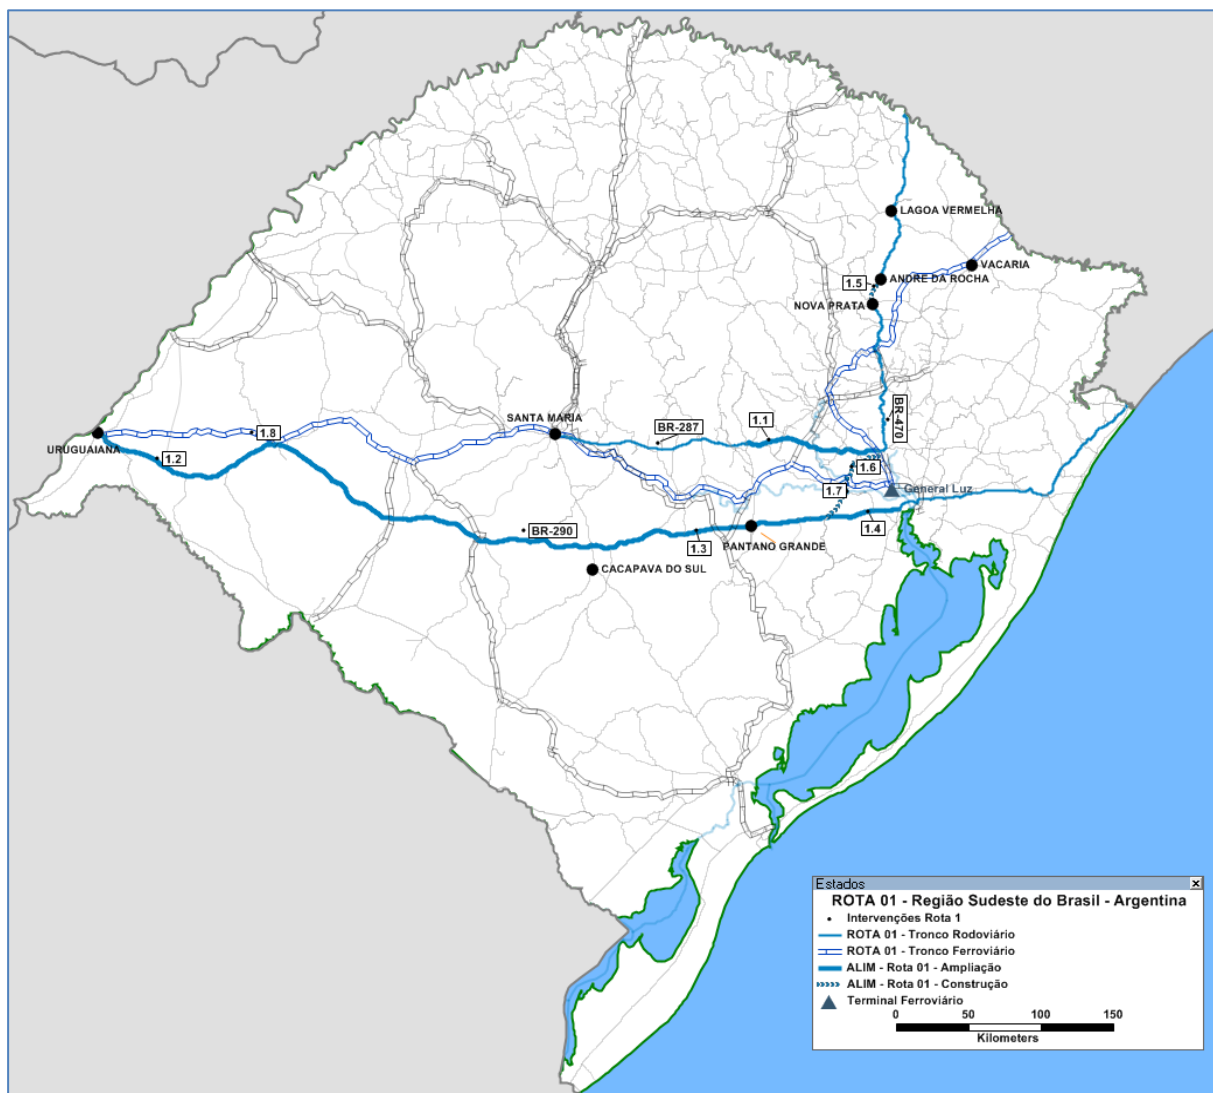 LAGOA VERMELHA
VACARIA
ANDRE DA ROCHA
1.5
NOVA PRATA
BR-470
SANTA MARIA
BR-287
1.1
1.8
URUGUAIANA
1.2
1.6
1.7
General Luz
BR-290
1.3
1.4
PANTANO GRANDE
CACAPAVA DO SUL
Estados
ROTA 01 - Região Sudeste do Brasil - Argentina
Intervenções Rota 1
ROTA 01 - Tronco Rodoviário
ROTA 01 - Tronco Ferroviário
ALIM - Rota 01 - Ampliação
ALIM - Rota 01 - Construção
Terminal Ferroviário
0 50 100 150
Kilometers